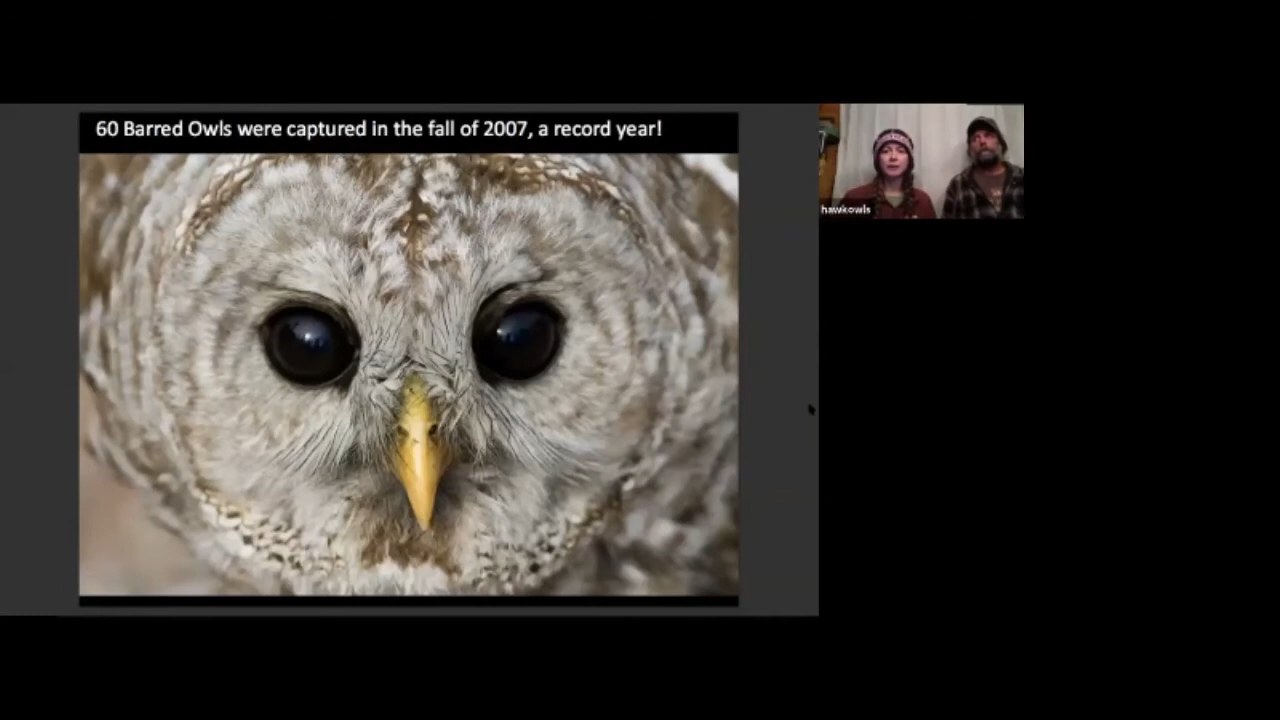 60 Barred Owls were captured in the fall of 2007, a record year!
hawkowls